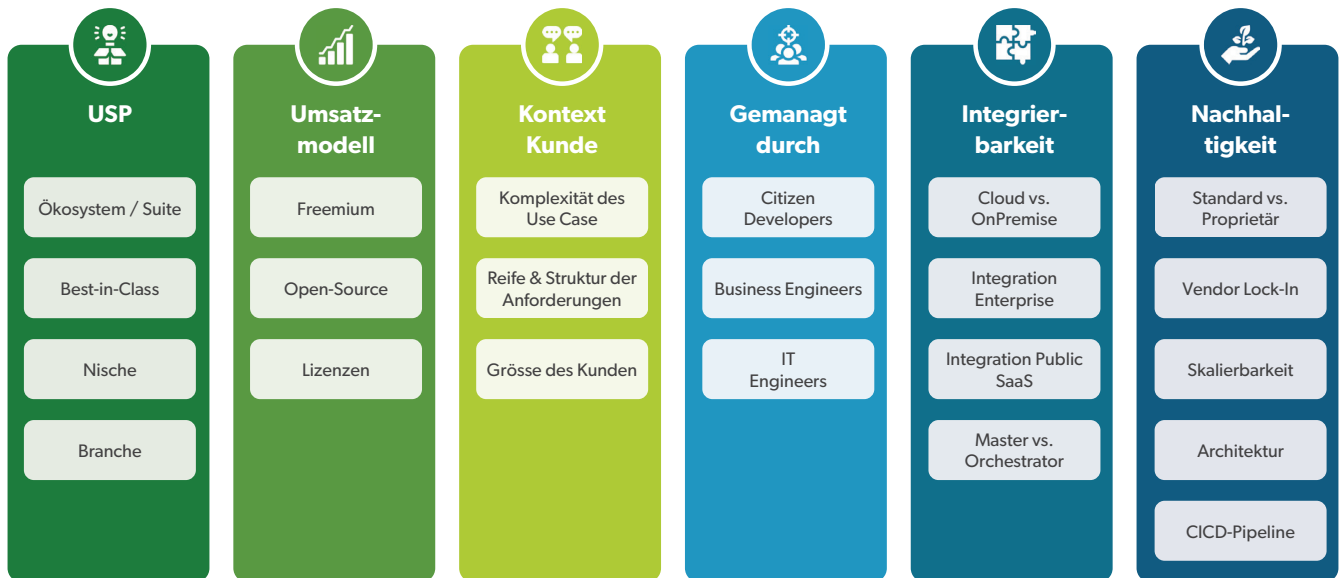 USP
Ökosystem / Suite
Best-in-Class
Nische
Branche
Umsatz-
modell
Freemium
Open-Source
Lizenzen
Kontext
Kunde
Komplexität des
Use Case
Reife & Struktur der
Anforderungen
Grösse des Kunden
Gemanagt
durch
Citizen
Developers
Business Engineers
IT
Engineers
Integrier-
barkeit
Cloud vs.
OnPremise
Integration
Enterprise
Integration Public
SaaS
Master vs.
Orchestrator
Nachhal-
tigkeit
Standard vs.
Proprietär
Vendor Lock-In
Skalierbarkeit
Architektur
CICD-Pipeline